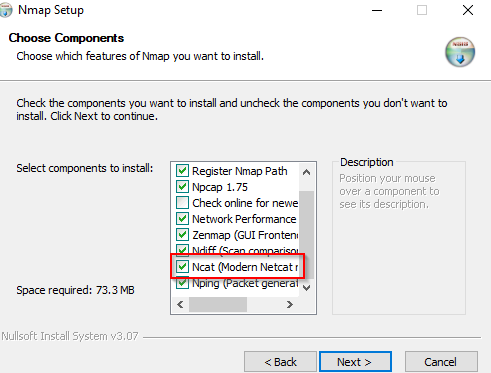 Nmap Setup
Choose Components
Choose which features of Nmap you want to install.
Check the components you want to install and uncheck the components you don't want to
install. Click Next to continue.
Select components to install:
Register Nmap Path
Npcap 1.75
Check online for newe
Network Performance
Zenmap (GUI Frontend
Ndiff (Scan comparison
Ncat (Modern Netcat r
Nping (Packet generat
Description
Position your mouse
over a component to
see its description.
Space required: 73.3 MB
Nullsoft Install System v3.07
< Back
Next >
Cancel